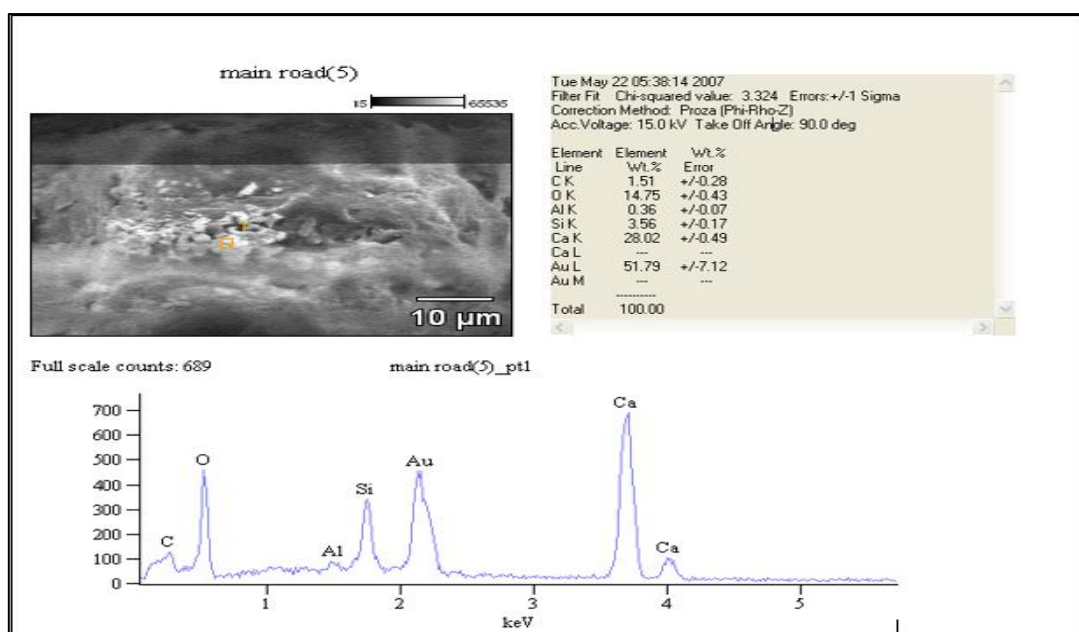 main road(5)
15 65535
10 µm
Tue May 22 05:38:14 2007
Filter Fit Chi-squared value: 3.324 Errors:+/-1 Sigma
Correction Method: Proza (Phi-Rho-Z)
Acc.Voltage: 15.0 kV Take Off Angle: 90.0 deg
Element Element Wt.%
Line Wt.% Error
C K 1.51 +/-0.28
O K 14.75 +/-0.43
Al K 0.36 +/-0.07
Si K 3.56 +/-0.17
Ca K 28.02 +/-0.49
Ca L --- ---
Au L 51.79 +/-7.12
Au M --- ---
----------
Total 100.00
Full scale counts: 689 main road(5)_pt1
700
600
500
400
300
200
100
0
C
O
Al
Si
Au
Ca
Ca
1 2 3 4 5
keV